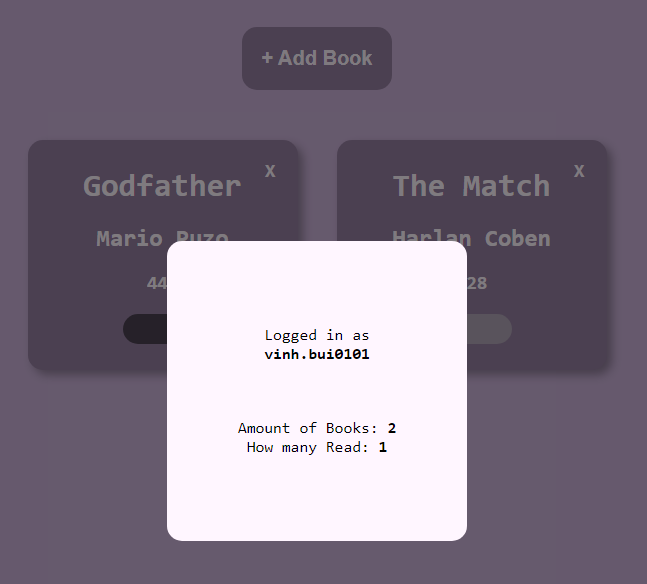 + Add Book
Godfather
X
The Match
X
Mario Puzo
Harlan Coben
44
28
Logged in as
vinh.bui0101
Amount of Books: 2
How many Read: 1